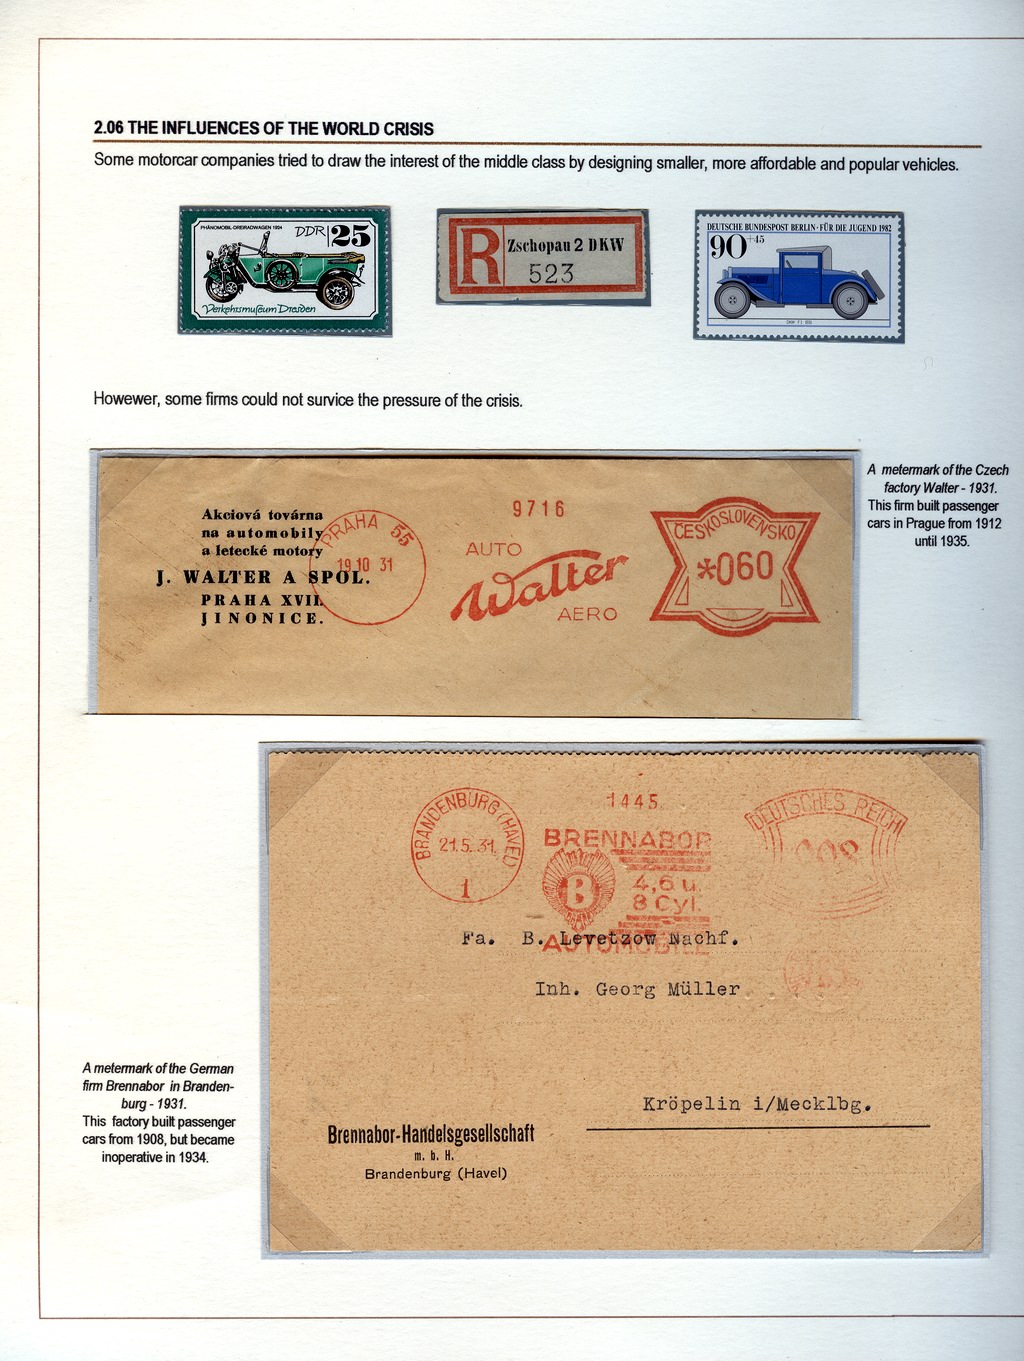 2.06 THE INFLUENCES OF THE WORLD CRISIS
Some motorcar companies tried to draw the interest of the middle class by designing smaller, more affordable and popular vehicles.
PHÄNOMOBIL-DREIRADWAGEN 1924
DDR 25
Verkehrsmuseum Dresden
R
Zschopau 2 DKW
523
DEUTSCHE BUNDESPOST BERLIN · FÜR DIE JUGEND 1982
90+45
DKW F1 1931
Howewer, some firms could not survice the pressure of the crisis.
A metermark of the Czech
factory Walter - 1931.
This firm built passenger
cars in Prague from 1912
until 1935.
Akciová továrna
na automobily
a letecké motory
J. WALTER A SPOL.
PRAHA XVII.
JINONICE.
PRAHA 55
19.10 31
9716
AUTO
Walter
AERO
ČESKOSLOVENSKO
*060
BRANDENBURG (HAVEL)
21.5.31.
1
1445
BRENNABOR
B
4,6 u.
8 Cyl.
AUTOMOBILE
DEUTSCHES REICH
008
Fa. B. Levetzow Nachf.
Inh. Georg Müller
Kröpelin i/Mecklbg.
Brennabor-Handelsgesellschaft
m. b. H.
Brandenburg (Havel)
A metermark of the German
firm Brennabor in Branden-
burg - 1931.
This factory built passenger
cars from 1908, but became
inoperative in 1934.